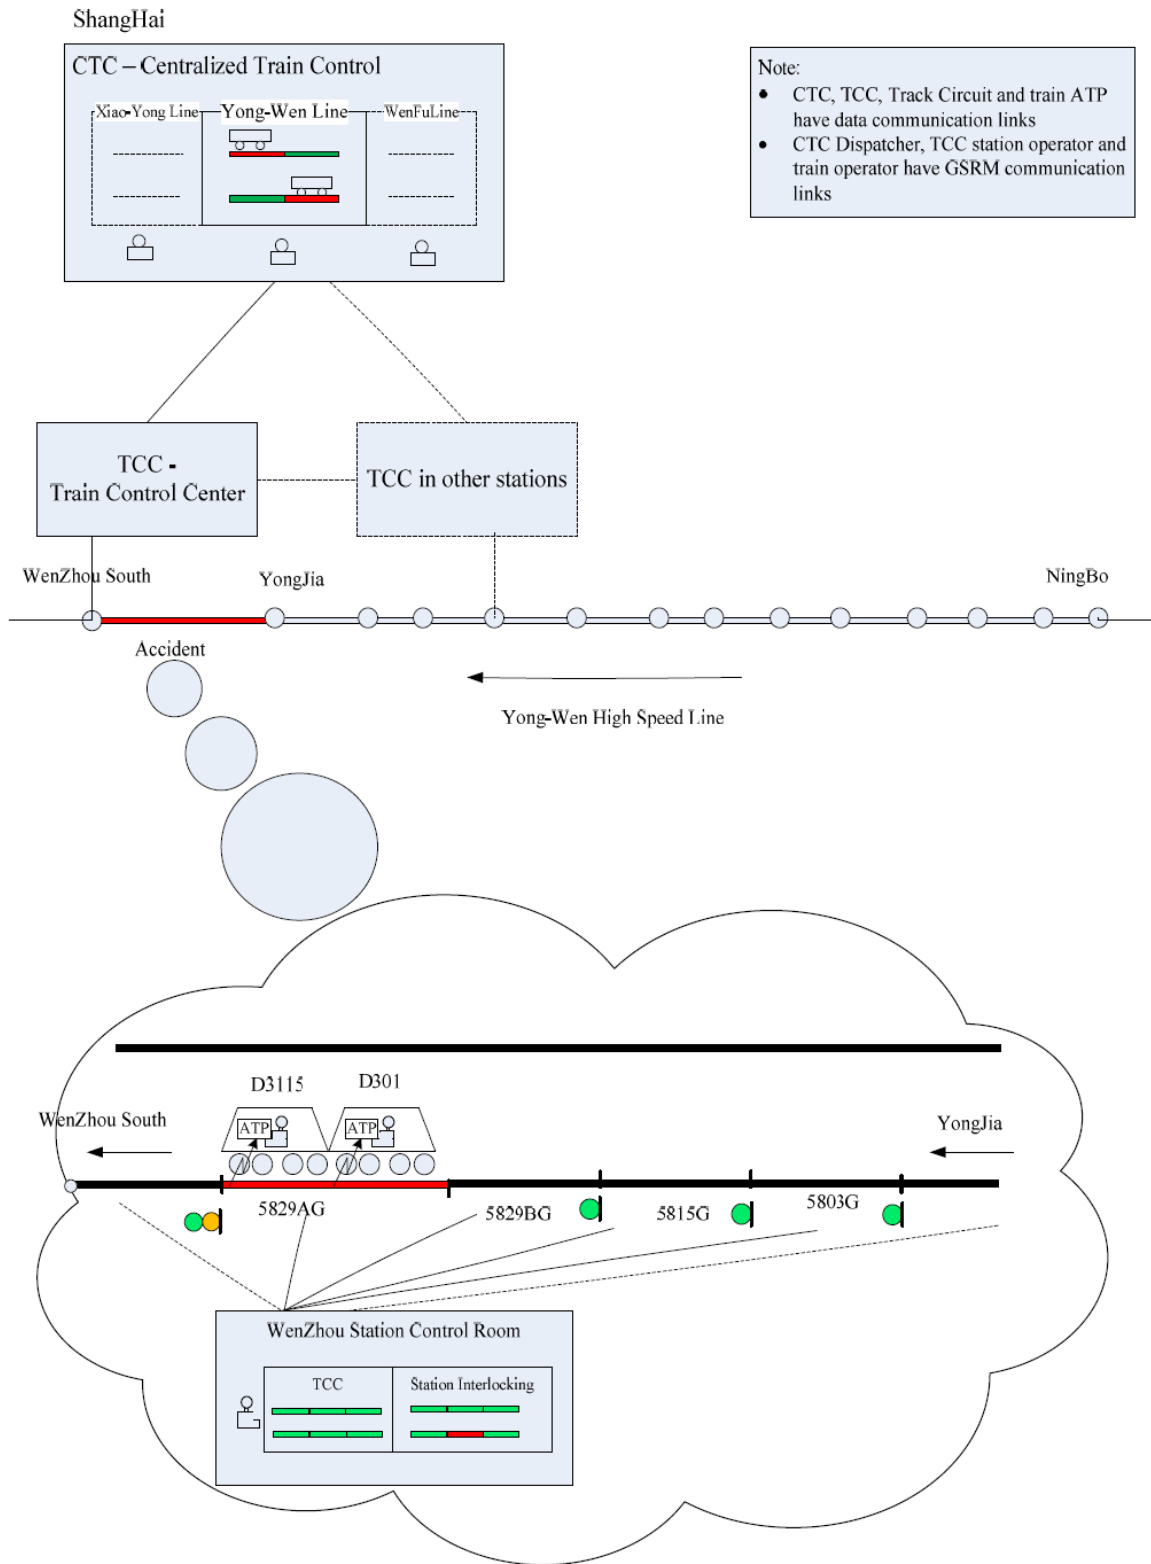 ShangHai
CTC – Centralized Train Control
Xiao-Yong Line
Yong-Wen Line
WenFuLine
Note:
• CTC, TCC, Track Circuit and train ATP
have data communication links
• CTC Dispatcher, TCC station operator and
train operator have GSRM communication
links
TCC -
Train Control Center
TCC in other stations
WenZhou South
YongJia
NingBo
Accident
Yong-Wen High Speed Line
D3115
D301
WenZhou South
ATP
ATP
YongJia
5829AG
5829BG
5815G
5803G
WenZhou Station Control Room
TCC
Station Interlocking